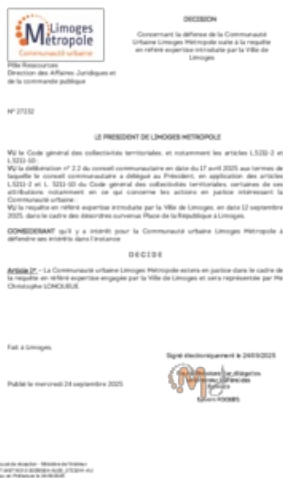 Limoges
Métropole
Communauté urbaine
DECISION
Concernant la défense de la Communauté
Urbaine Limoges Métropole suite à la requête
en référé expertise introduite par la Ville de
Limoges
Pôle Ressources
Direction des Affaires Juridiques et
de la commande publique
N° 27232
LE PRESIDENT DE LIMOGES METROPOLE
VU le Code général des collectivités territoriales, et notamment les articles L.5211-2 et
L.5211-10 ;
VU la délibération n° 2.2 du conseil communautaire en date du 17 avril 2025 aux termes de
laquelle le conseil communautaire a délégué au Président, en application des articles
L.5211-2 et L. 5211-10 du Code général des collectivités territoriales, certaines de ses
attributions notamment en ce qui concerne les actions en justice intéressant la
Communauté urbaine ;
VU la requête en référé expertise introduite par la Ville de Limoges, en date 12 septembre
2025, dans le cadre des désordres survenus Place de la République à Limoges,
CONSIDERANT qu'il y a intérêt pour la Communauté urbaine Limoges Métropole à
défendre ses intérêts dans l'instance
D E C I D E
Article 1er – La Communauté urbaine Limoges Métropole estera en justice dans le cadre de
la requête en référé expertise engagée par la Ville de Limoges et sera représentée par Me
Christophe
Fait à Limoges,
Signé électroniquement le 24/09/2025
par délégation
Publié le mercredi 24 septembre 2025
Accusé de réception - Ministère de l'Intérieur